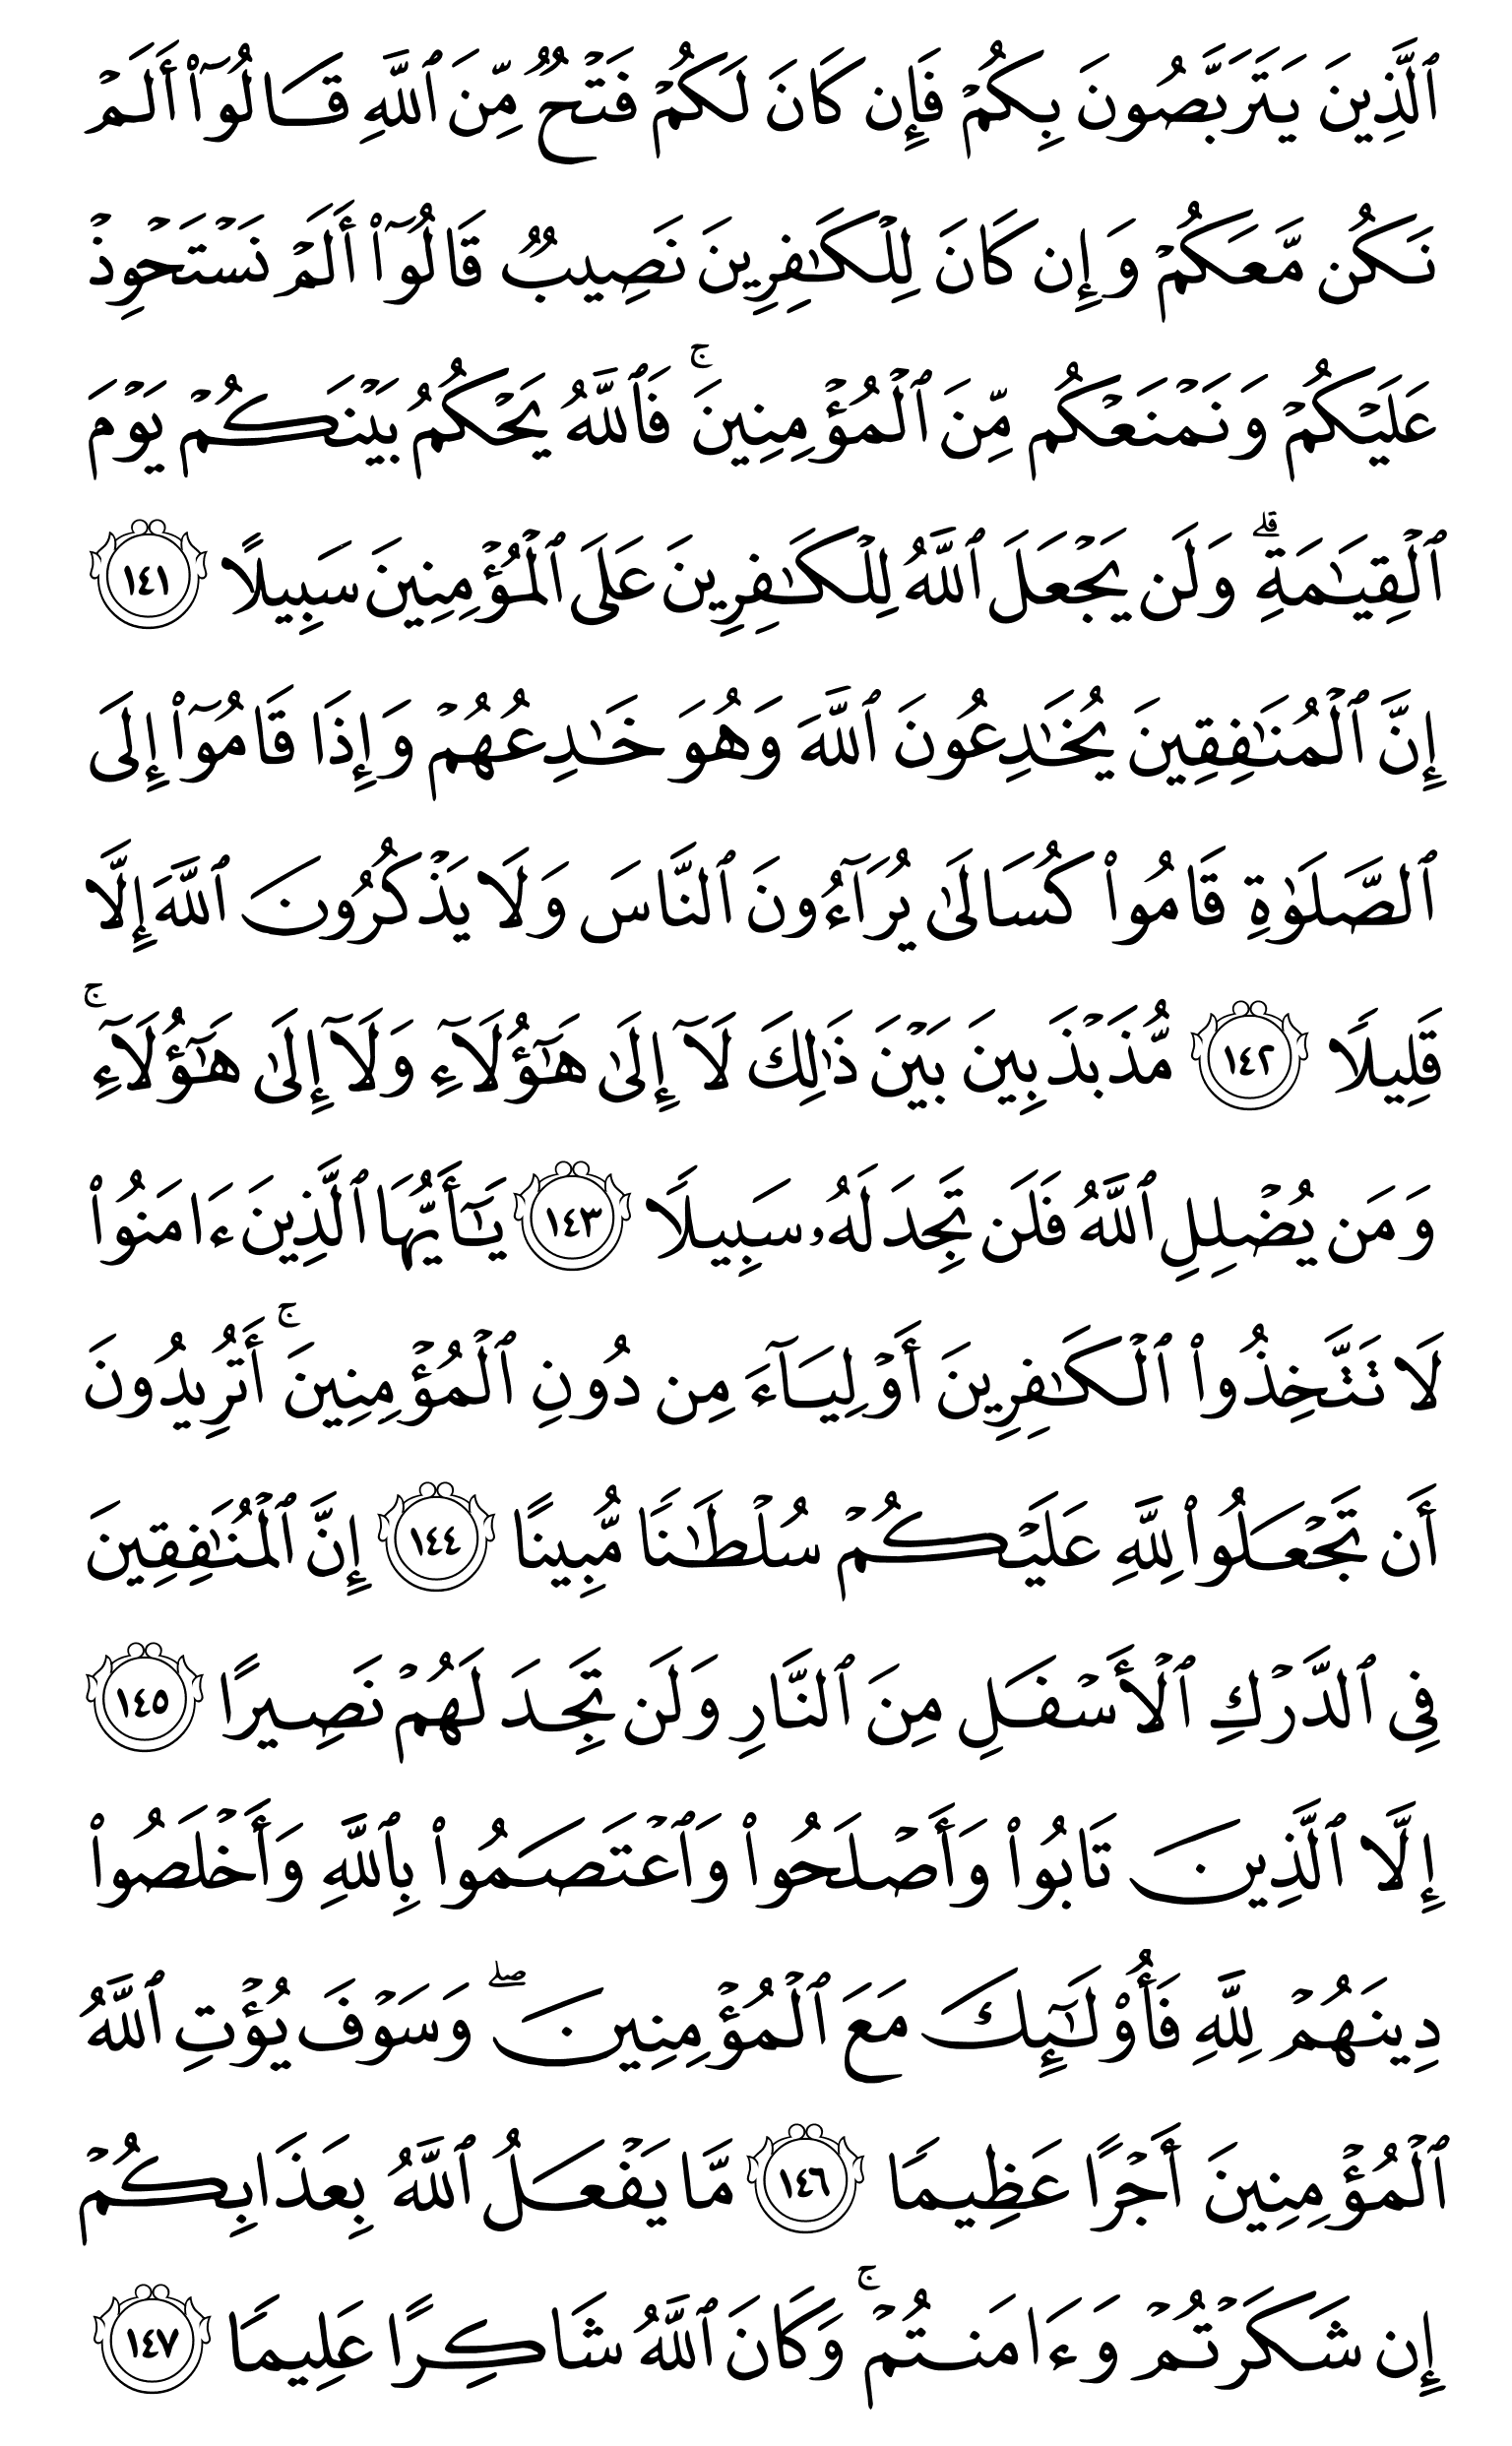 ٱلَّذِينَ يَتَرَبَّصُونَ بِكُمۡ فَإِن كَانَ لَكُمۡ فَتۡحٞ مِّنَ ٱللَّهِ قَالُوٓاْ أَلَمۡ
نَكُن مَّعَكُمۡ وَإِن كَانَ لِلۡكَٰفِرِينَ نَصِيبٞ قَالُوٓاْ أَلَمۡ نَسۡتَحۡوِذۡ
عَلَيۡكُمۡ وَنَمۡنَعۡكُم مِّنَ ٱلۡمُؤۡمِنِينَۚ فَٱللَّهُ يَحۡكُمُ بَيۡنَكُمۡ يَوۡمَ
ٱلۡقِيَٰمَةِۗ وَلَن يَجۡعَلَ ٱللَّهُ لِلۡكَٰفِرِينَ عَلَى ٱلۡمُؤۡمِنِينَ سَبِيلًا ١٤١
إِنَّ ٱلۡمُنَٰفِقِينَ يُخَٰدِعُونَ ٱللَّهَ وَهُوَ خَٰدِعُهُمۡ وَإِذَا قَامُوٓاْ إِلَى
ٱلصَّلَوٰةِ قَامُواْ كُسَالَىٰ يُرَآءُونَ ٱلنَّاسَ وَلَا يَذۡكُرُونَ ٱللَّهَ إِلَّا
قَلِيلٗا ١٤٢ مُّذَبۡذَبِينَ بَيۡنَ ذَٰلِكَ لَآ إِلَىٰ هَٰٓؤُلَآءِ وَلَآ إِلَىٰ هَٰٓؤُلَآءِۚ
وَمَن يُضۡلِلِ ٱللَّهُ فَلَن تَجِدَ لَهُۥ سَبِيلٗا ١٤٣ يَٰٓأَيُّهَا ٱلَّذِينَ ءَامَنُواْ
لَا تَتَّخِذُواْ ٱلۡكَٰفِرِينَ أَوۡلِيَآءَ مِن دُونِ ٱلۡمُؤۡمِنِينَۚ أَتُرِيدُونَ
أَن تَجۡعَلُواْ لِلَّهِ عَلَيۡكُمۡ سُلۡطَٰنٗا مُّبِينًا ١٤٤ إِنَّ ٱلۡمُنَٰفِقِينَ
فِي ٱلدَّرۡكِ ٱلۡأَسۡفَلِ مِنَ ٱلنَّارِ وَلَن تَجِدَ لَهُمۡ نَصِيرًا ١٤٥
إِلَّا ٱلَّذِينَ تَابُواْ وَأَصۡلَحُواْ وَٱعۡتَصَمُواْ بِٱللَّهِ وَأَخۡلَصُواْ
دِينَهُمۡ لِلَّهِ فَأُوْلَٰٓئِكَ مَعَ ٱلۡمُؤۡمِنِينَۖ وَسَوۡفَ يُؤۡتِ ٱللَّهُ
ٱلۡمُؤۡمِنِينَ أَجۡرًا عَظِيمٗا ١٤٦ مَّا يَفۡعَلُ ٱللَّهُ بِعَذَابِكُمۡ
إِن شَكَرۡتُمۡ وَءَامَنتُمۡۚ وَكَانَ ٱللَّهُ شَاكِرًا عَلِيمٗا ١٤٧